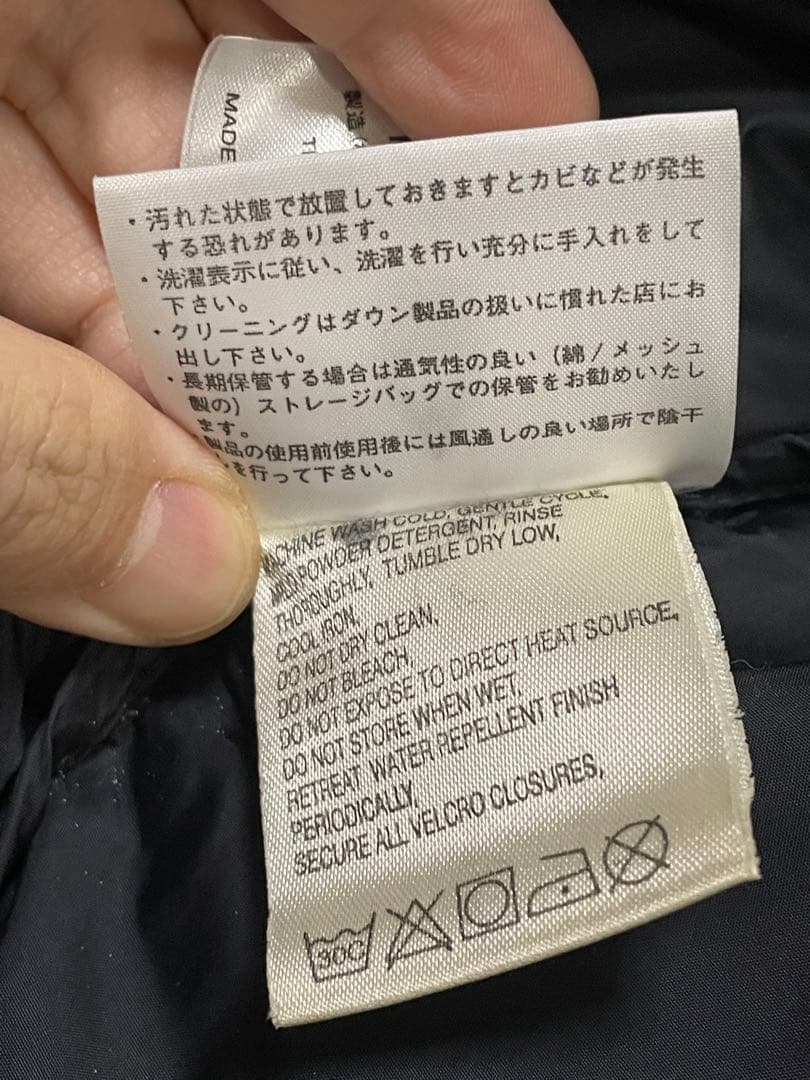 MADE
製造
・汚れた状態で放置しておきますとカビなどが発生
する恐れがあります。
・洗濯表示に従い、洗濯を行い充分に手入れをして
下さい。
・クリーニングはダウン製品の扱いに慣れた店にお
出し下さい。
・長期保管する場合は通気性の良い（綿/メッシュ
製の）ストレージバッグでの保管をお勧めいたし
ます。
製品の使用前使用後には風通しの良い場所で陰干
を行って下さい。
MACHINE WASH COLD, GENTLE CYCLE,
MILD POWDER DETERGENT, RINSE
THOROUGHLY, TUMBLE DRY LOW,
COOL IRON,
DO NOT DRY CLEAN,
DO NOT BLEACH,
DO NOT EXPOSE TO DIRECT HEAT SOURCE,
DO NOT STORE WHEN WET,
RETREAT WATER REPELLENT FINISH
PERIODICALLY,
SECURE ALL VELCRO CLOSURES,
30C